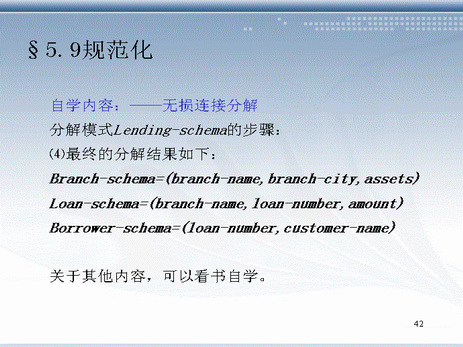 §5.9规范化
自学内容：——无损连接分解
分解模式Lending-schema的步骤：
⑷最终的分解结果如下：
Branch-schema=(branch-name,branch-city,assets)
Loan-schema=(branch-name,loan-number,amount)
Borrower-schema=(loan-number,customer-name)
关于其他内容，可以看书自学。
42